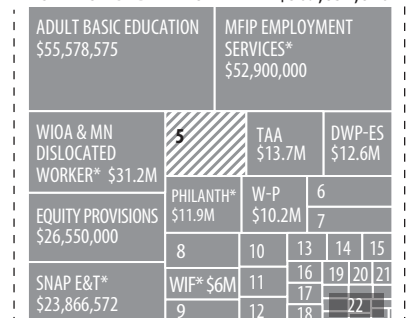 ADULT BASIC EDUCATION
$55,578,575
MFIP EMPLOYMENT
SERVICES*
$52,900,000
WIOA & MN
DISLOCATED
WORKER* $31.2M
5
TAA
$13.7M
DWP-ES
$12.6M
PHILANTH*
$11.9M
W-P
$10.2M
6
7
EQUITY PROVISIONS
$26,550,000
8
10
13
14
15
SNAP E&T*
$23,866,572
WIF* $6M
11
16
19
20
21
17
22
9
12
18